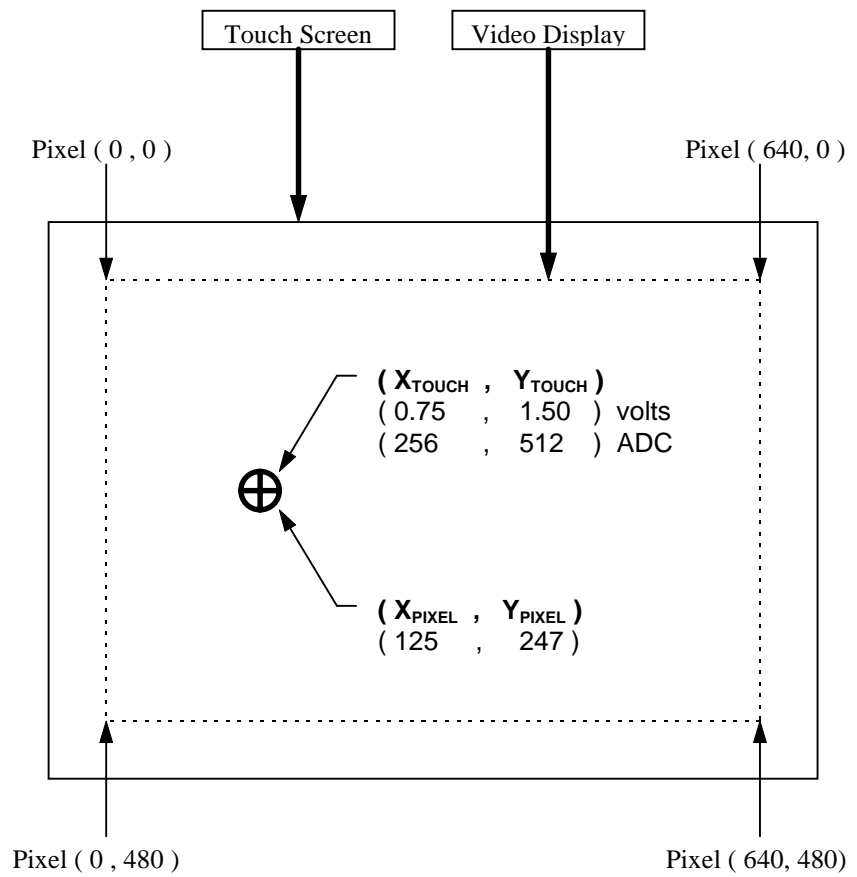 Touch Screen
Video Display
Pixel ( 0 , 0 )
Pixel ( 640, 0 )
( XTOUCH , YTOUCH )
( 0.75 , 1.50 ) volts
( 256 , 512 ) ADC
( XPIXEL , YPIXEL )
( 125 , 247 )
Pixel ( 0 , 480 )
Pixel ( 640, 480)